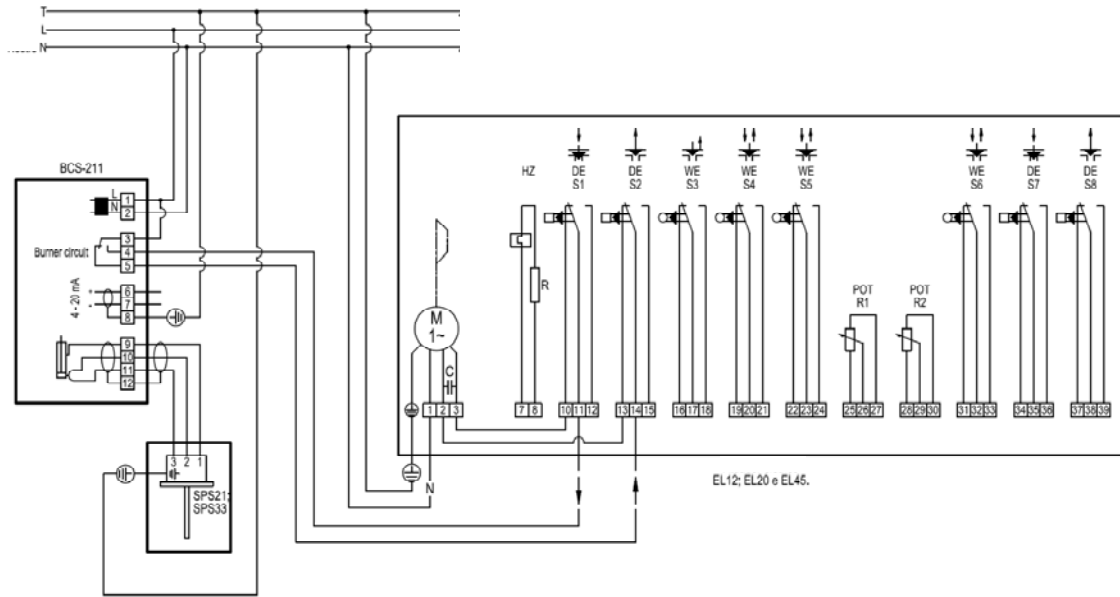 T
L
N
BCS-211
L
N
1
2
Burner circuit
3
4
5
4 - 20 mA
+
-
6
7
8
9
10
11
12
3 2 1
SPS21;
SPS33
M
1~
C
N
1 2 3
HZ
R
7 8
DE
S1
10 11 12
DE
S2
13 14 15
WE
S3
16 17 18
WE
S4
19 20 21
WE
S5
22 23 24
POT
R1
25 26 27
POT
R2
28 29 30
WE
S6
31 32 33
DE
S7
34 35 36
DE
S8
37 38 39
EL12; EL20 e EL45.